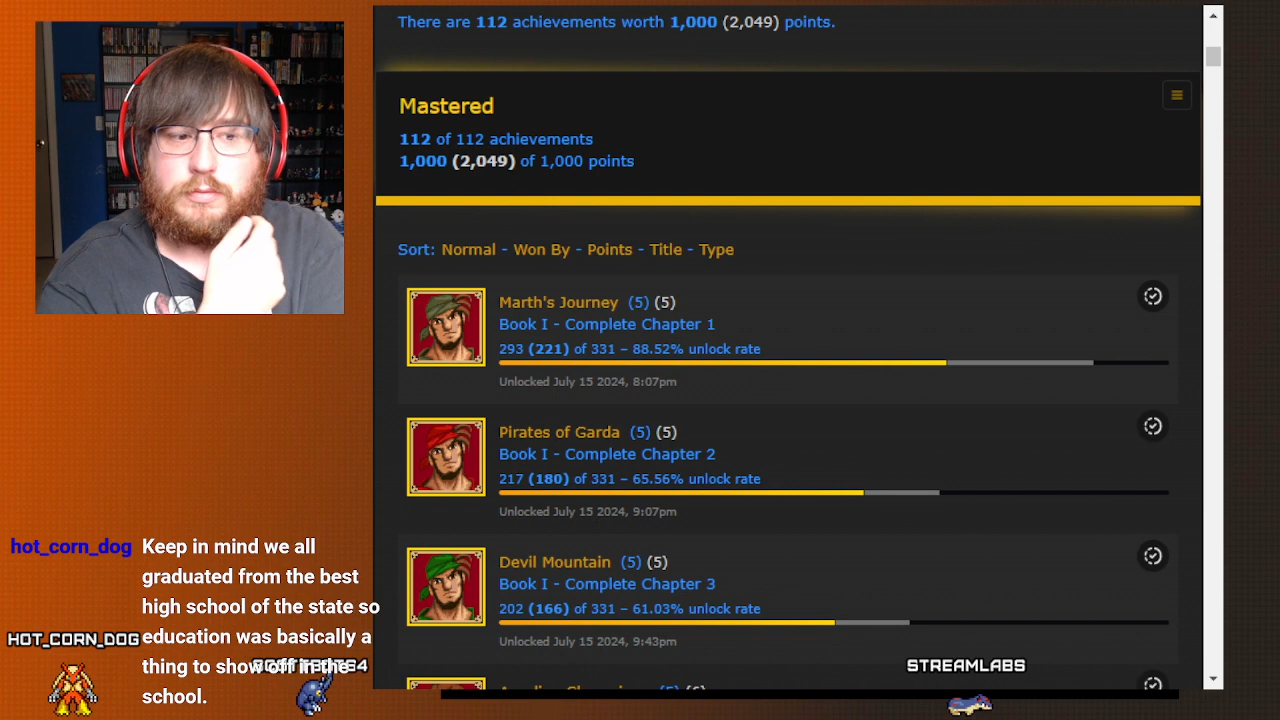 There are 112 achievements worth 1,000 (2,049) points.
Mastered
112 of 112 achievements
1,000 (2,049) of 1,000 points
Sort: Normal - Won By - Points - Title - Type
Marth's Journey (5) (5)
Book I - Complete Chapter 1
293 (221) of 331 – 88.52% unlock rate
Unlocked July 15 2024, 8:07pm
Pirates of Garda (5) (5)
Book I - Complete Chapter 2
217 (180) of 331 – 65.56% unlock rate
Unlocked July 15 2024, 9:07pm
Devil Mountain (5) (5)
Book I - Complete Chapter 3
202 (166) of 331 – 61.03% unlock rate
Unlocked July 15 2024, 9:43pm
hot_corn_dog Keep in mind we all
graduated from the best
high school of the state so
education was basically a
thing to show off in the
school.
HOT_CORN_DOG
STREAMLABS